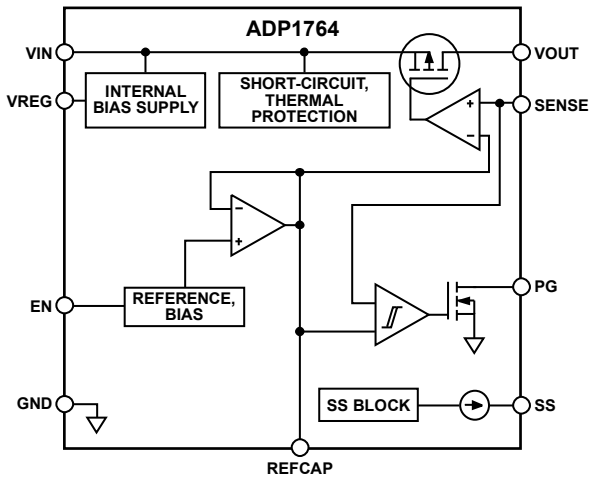 ADP1764
VIN
VOUT
VREG
INTERNAL
BIAS SUPPLY
SHORT-CIRCUIT,
THERMAL
PROTECTION
+
−
SENSE
−
+
EN
REFERENCE,
BIAS
PG
GND
SS BLOCK
SS
REFCAP